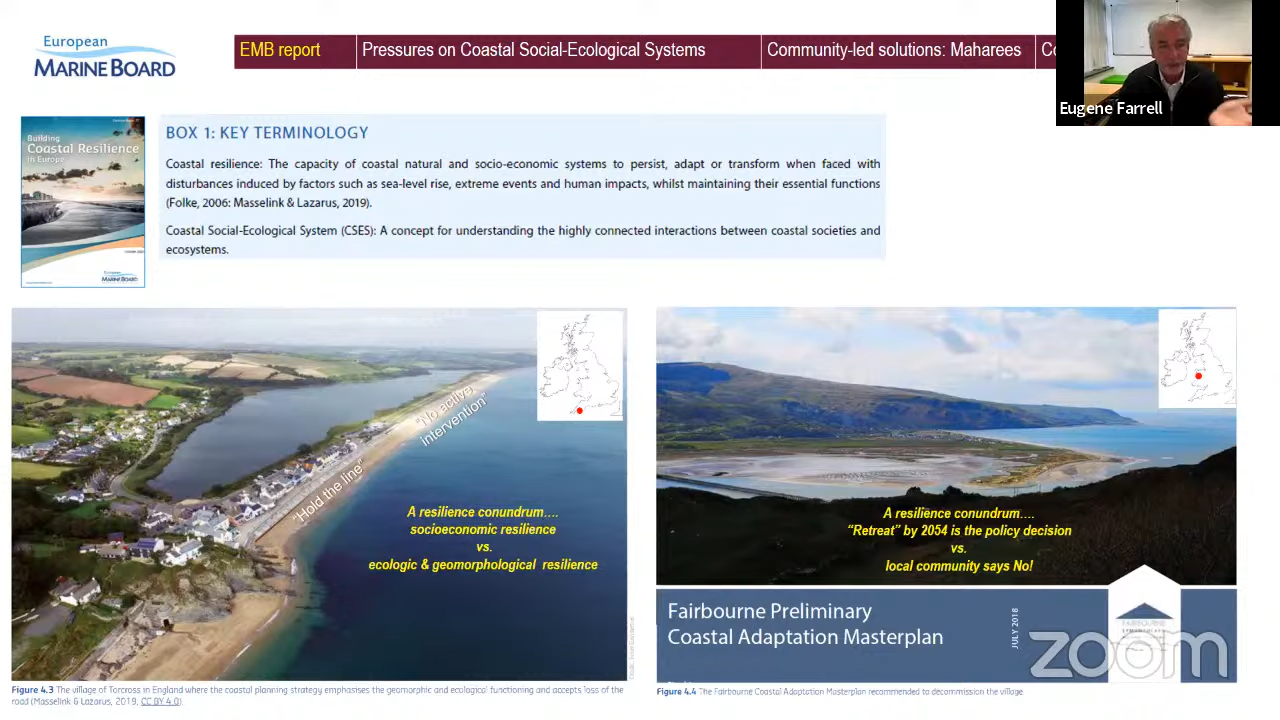 European
MARINE BOARD
EMB report
Pressures on Coastal Social-Ecological Systems
Community-led solutions: Maharees
Eugene Farrell
Building
Coastal Resilience
in Europe
BOX 1: KEY TERMINOLOGY
Coastal resilience: The capacity of coastal natural and socio-economic systems to persist, adapt or transform when faced with
disturbances induced by factors such as sea-level rise, extreme events and human impacts, whilst maintaining their essential functions
(Folke, 2006: Masselink & Lazarus, 2019).
Coastal Social-Ecological System (CSES): A concept for understanding the highly connected interactions between coastal societies and
ecosystems.
"No active
intervention"
"Hold the line"
A resilience conundrum....
socioeconomic resilience
vs.
ecologic & geomorphological resilience
A resilience conundrum....
“Retreat” by 2054 is the policy decision
vs.
local community says No!
Fairbourne Preliminary
Coastal Adaptation Masterplan
JULY 2018
FAIRBOURNE
zoom
Figure 4.3 The village of Torcross in England where the coastal planning strategy emphasises the geomorphic and ecological functioning and accepts loss of the
road (Masselink & Lazarus, 2019, CC BY 4.0).
Figure 4.4 The Fairbourne Coastal Adaptation Masterplan recommended to decommission the village